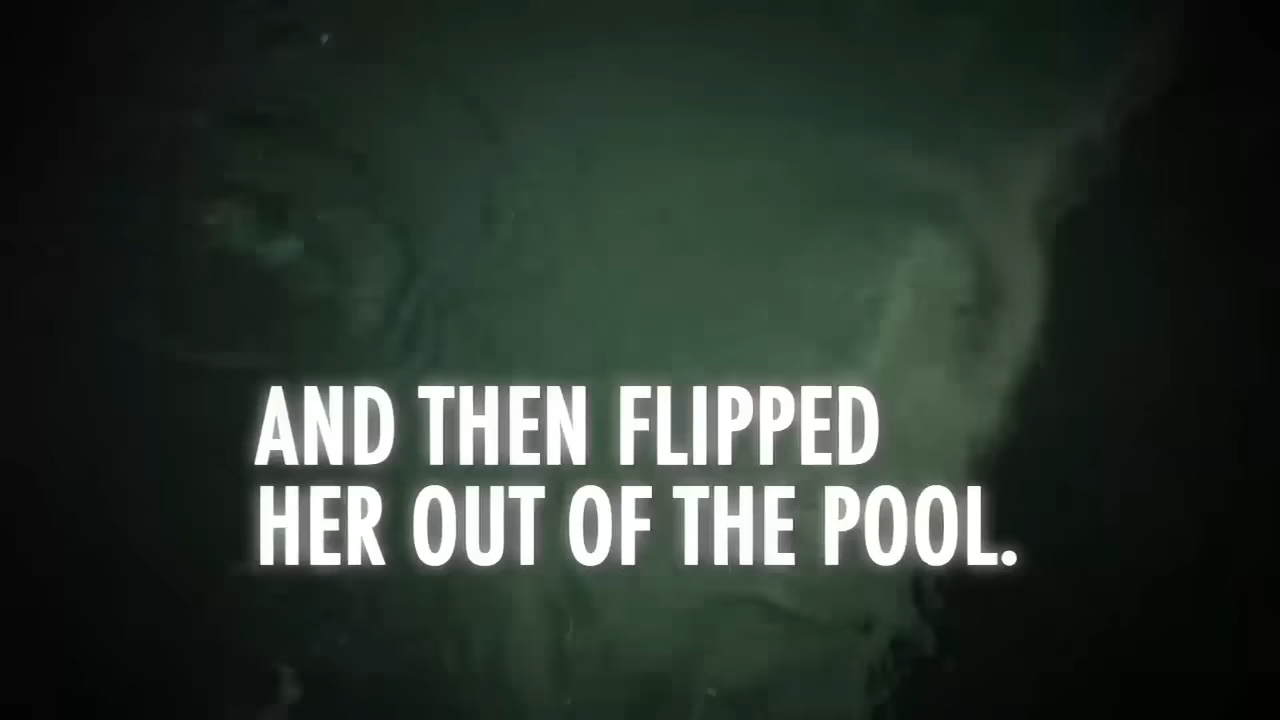 AND THEN FLIPPED
HER OUT OF THE POOL.